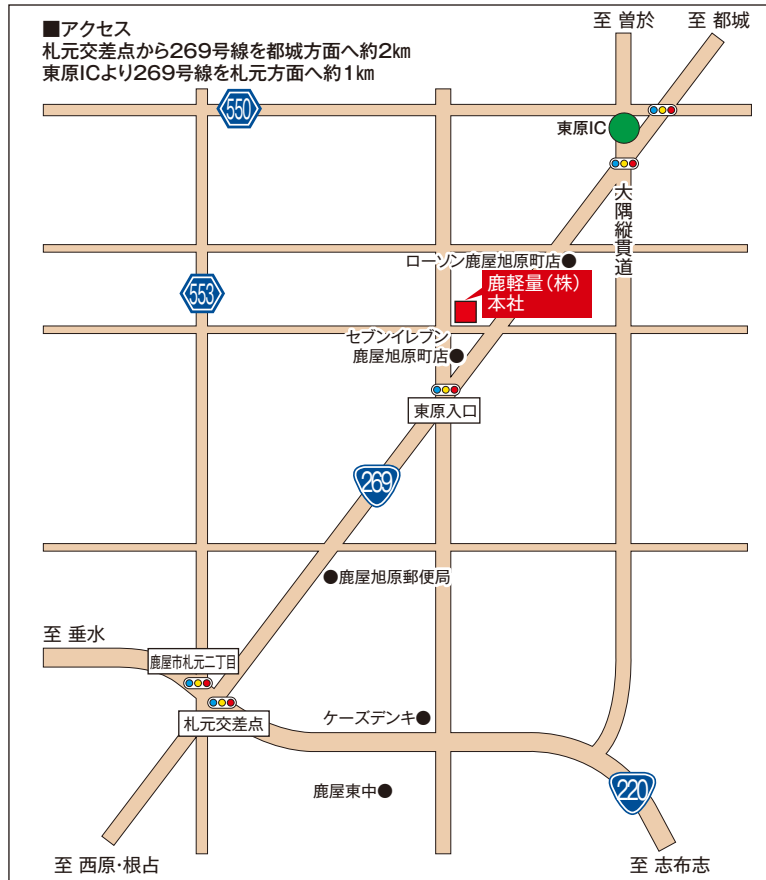 ■アクセス
札元交差点から269号線を都城方面へ約2km
東原ICより269号線を札元方面へ約1km
至 曽於
至 都城
550
東原IC
大隅縦貫道
ローソン鹿屋旭原町店●
553
鹿軽量(株)
本社
セブンイレブン
鹿屋旭原町店●
東原入口
269
●鹿屋旭原郵便局
至 垂水
鹿屋市札元二丁目
札元交差点
ケーズデンキ●
鹿屋東中●
220
至 西原・根占
至 志布志